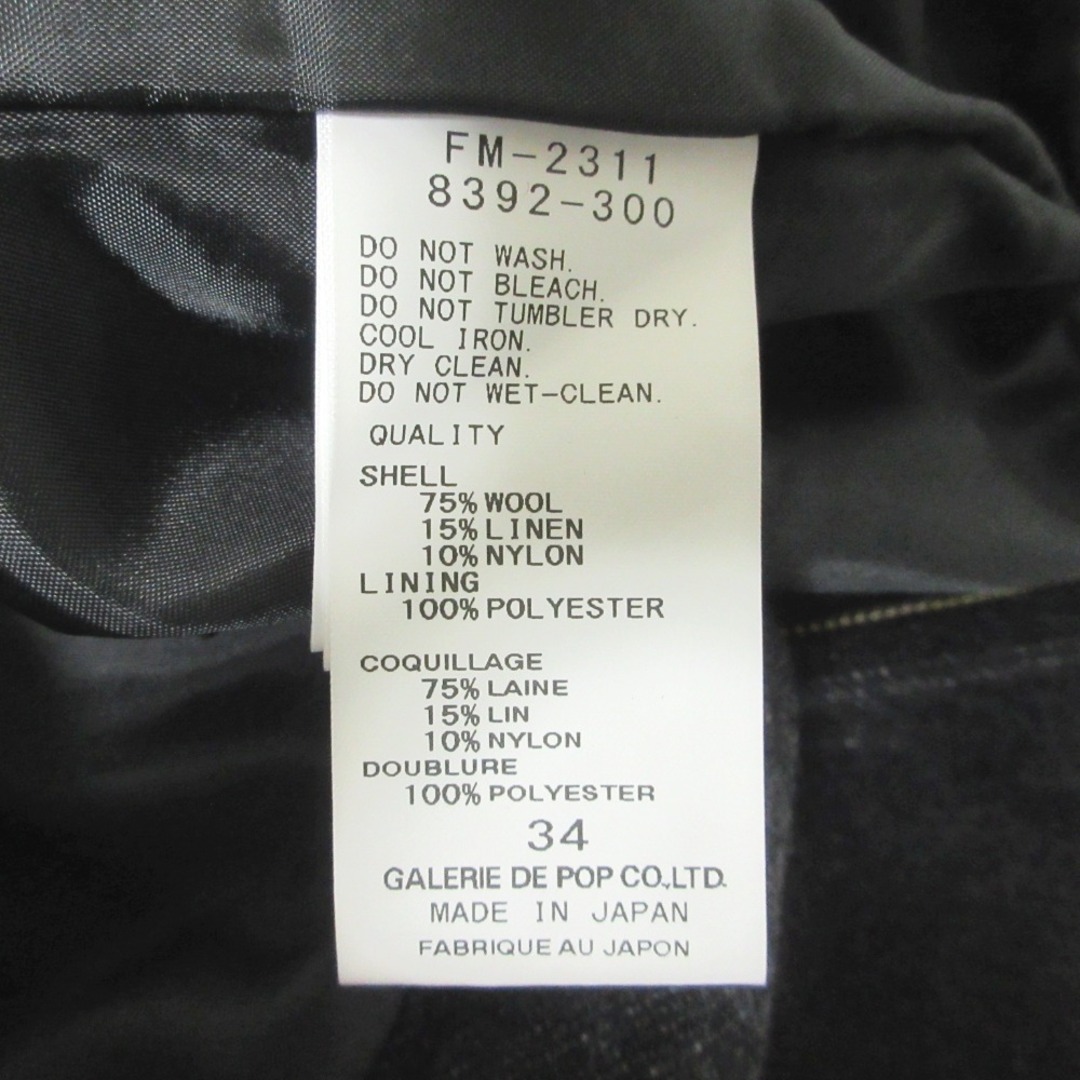 FM-2311
8392-300
DO NOT WASH.
DO NOT BLEACH.
DO NOT TUMBLER DRY.
COOL IRON.
DRY CLEAN.
DO NOT WET-CLEAN.
QUALITY
SHELL
75% WOOL
15% LINEN
10% NYLON
LINING
100% POLYESTER
COQUILLAGE
75% LAINE
15% LIN
10% NYLON
DOUBLURE
100% POLYESTER
34
GALERIE DE POP CO.,LTD.
MADE IN JAPAN
FABRIQUE AU JAPON